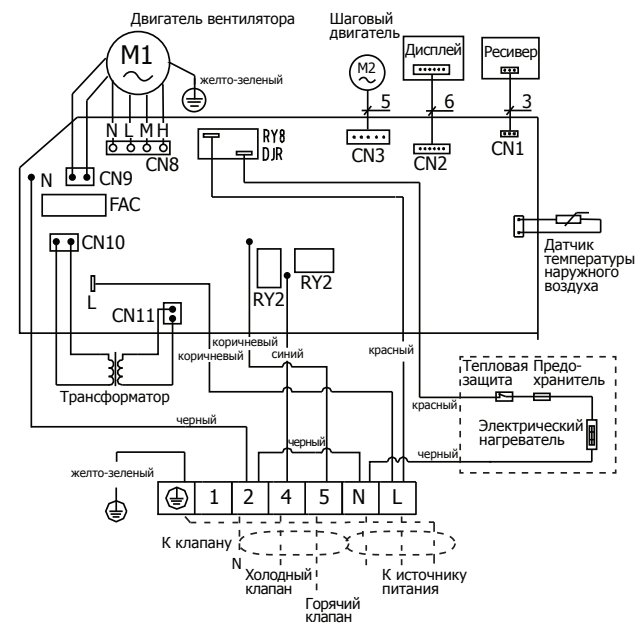 Двигатель вентилятора
Шаговый
двигатель
M1
M2
Дисплей
Ресивер
желто-зеленый
5
6
3
N L M H
CN8
RY8
DJR
CN3
CN2
CN1
N
CN9
FAC
CN10
L
CN11
RY2
RY2
Датчик
температуры
наружного
воздуха
коричневый
коричневый
синий
красный
Трансформатор
Тепловая
защита
Предо-
хранитель
красный
Электрический
нагреватель
черный
черный
черный
желто-зеленый
1 2 4 5 N L
К клапану
N
Холодный
клапан
Горячий
клапан
К источнику
питания